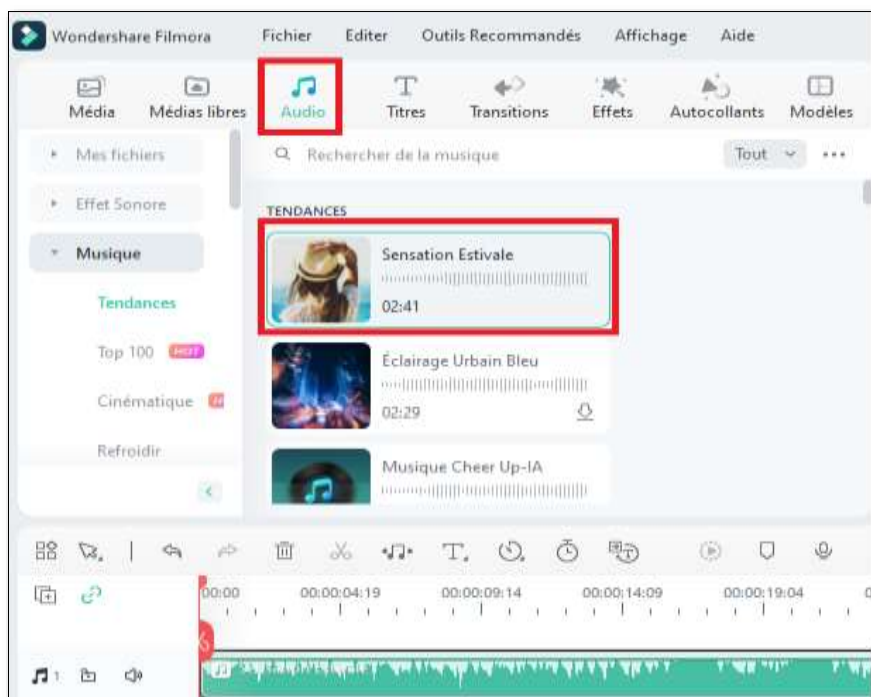 Wondershare Filmora Fichier Editer Outils Recommandés Affichage Aide
Média Médias libres Audio Titres Transitions Effets Autocollants Modèles
Mes fichiers
Rechercher de la musique Tout
Effet Sonore
TENDANCES
Musique
Sensation Estivale
02:41
Tendances
Top 100 HOT
Éclairage Urbain Bleu
02:29
Cinématique
Refroidir
Musique Cheer Up-IA
00:00 00:00:04:19 00:00:09:14 00:00:14:09 00:00:19:04
1